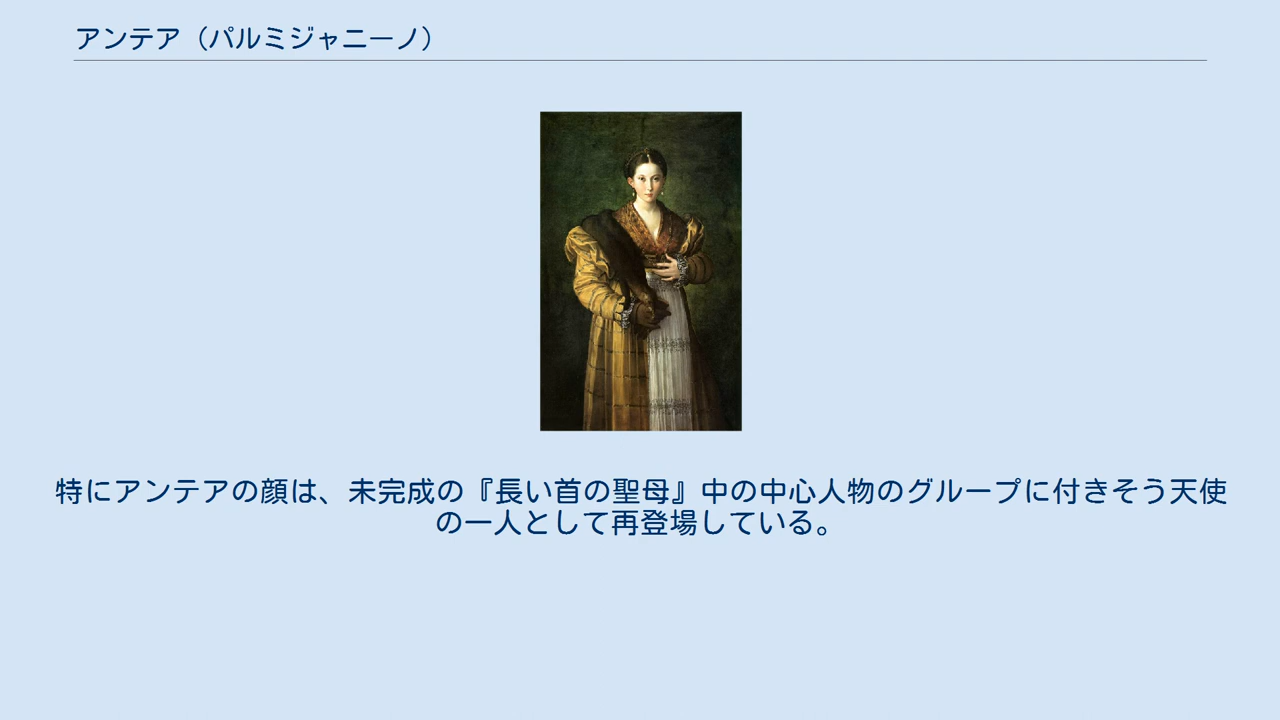 アンテア（パルミジャニーノ）
特にアンテアの顔は、未完成の『長い首の聖母』中の中心人物のグループに付きそう天使
の一人として再登場している。